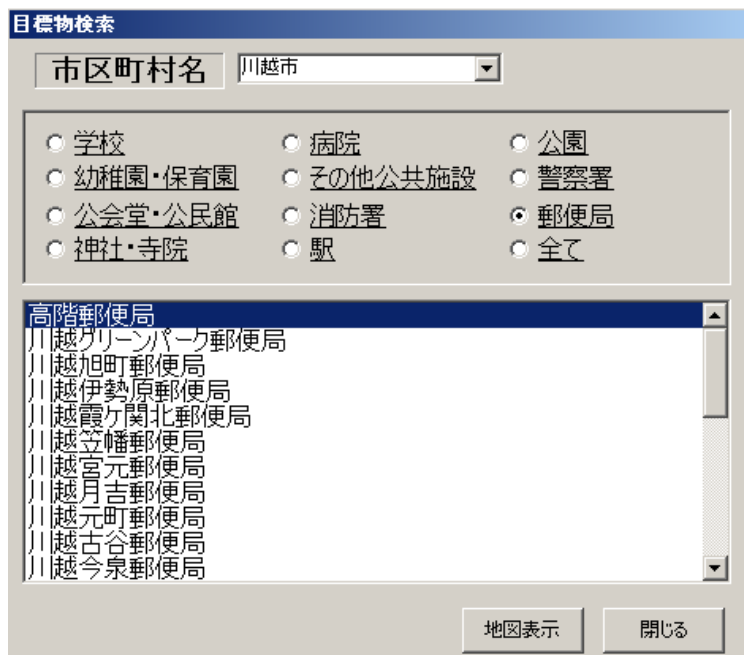 目標物検索
市区町村名 川越市
学校 病院 公園
幼稚園・保育園 その他公共施設 警察署
公会堂・公民館 消防署 郵便局
神社・寺院 駅 全て
高階郵便局
川越グリーンパーク郵便局
川越旭町郵便局
川越伊勢原郵便局
川越霞ケ関北郵便局
川越笠幡郵便局
川越宮元郵便局
川越月吉郵便局
川越元町郵便局
川越古谷郵便局
川越今泉郵便局
地図表示 閉じる